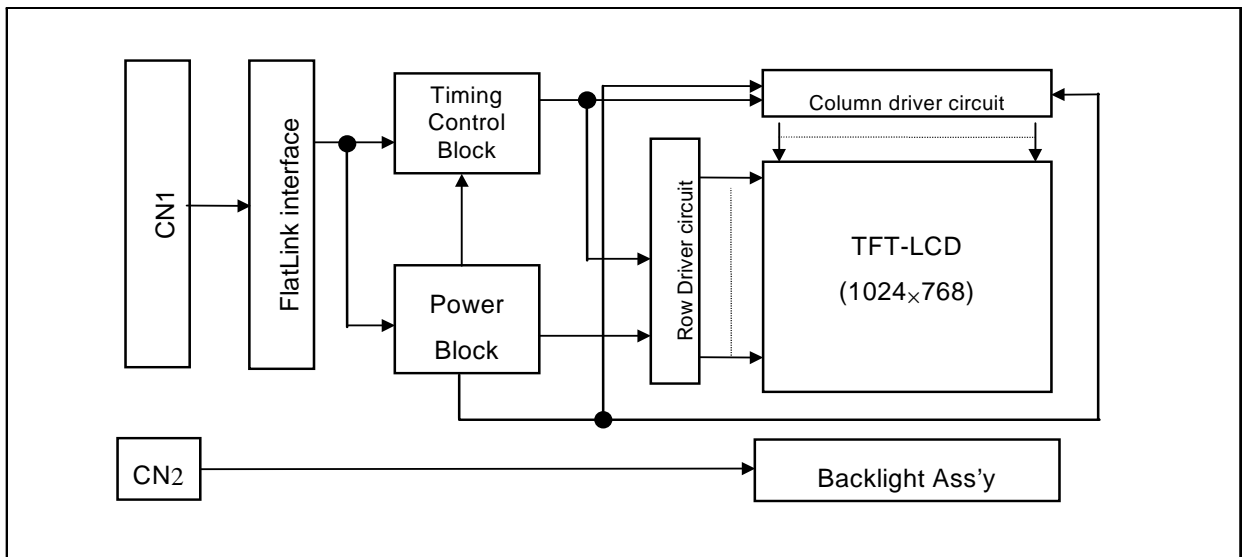 CN1
FlatLink interface
Timing
Control
Block
Power
Block
Row Driver circuit
Column driver circuit
TFT-LCD
(1024×768)
CN2
Backlight Ass'y